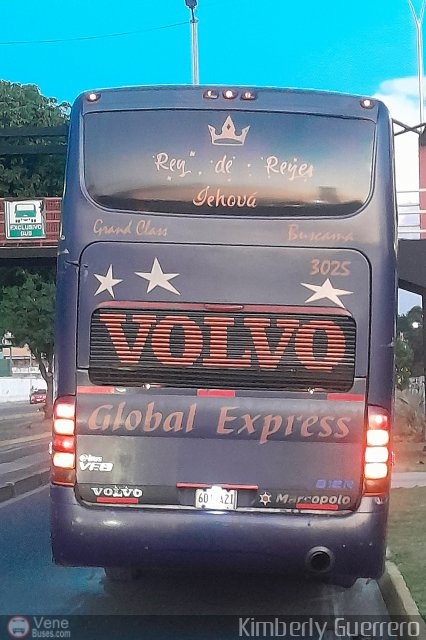 Rey de Reyes
Jehová
Grand Class Buscama
EXCLUSIVO
BUS
3025
VOLVO
Global Express
VOLVO
B12R
Marcopolo
Vene
Buses.com
Kimberly Guerrero